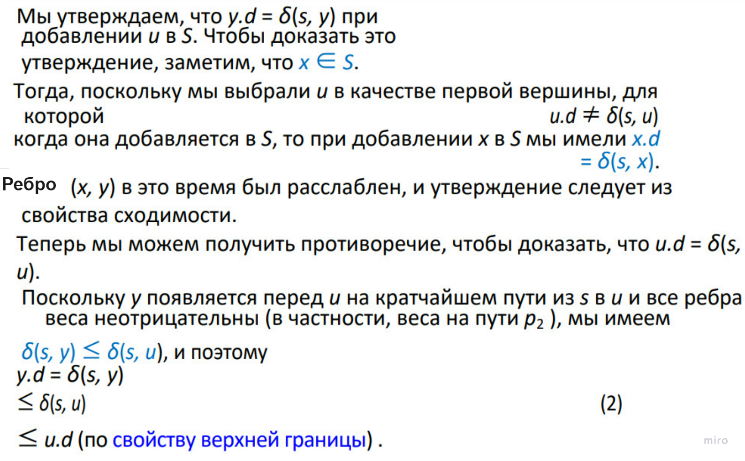 Мы утверждаем, что y.d = δ(s, y) при
добавлении u в S. Чтобы доказать это
утверждение, заметим, что x ∈ S.
Тогда, поскольку мы выбрали u в качестве первой вершины, для
которой u.d ≠ δ(s, u)
когда она добавляется в S, то при добавлении x в S мы имели x.d
= δ(s, x).
Ребро (x, y) в это время был расслаблен, и утверждение следует из
свойства сходимости.
Теперь мы можем получить противоречие, чтобы доказать, что u.d = δ(s,
u).
Поскольку y появляется перед u на кратчайшем пути из s в u и все ребра
веса неотрицательны (в частности, веса на пути p₂ ), мы имеем
δ(s, y) ≤ δ(s, u), и поэтому
y.d = δ(s, y)
≤ δ(s, u) (2)
≤ u.d (по свойству верхней границы) .
miro